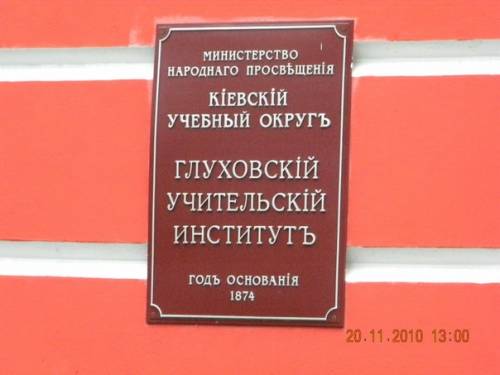 МИНИСТЕРСТВО
НАРОДНАГО ПРОСВѢЩЕНІЯ
КІЕВСКІЙ
УЧЕБНЫЙ ОКРУГЪ
ГЛУХОВСКІЙ
УЧИТЕЛЬСКІЙ
ИНСТИТУТЪ
ГОДЪ ОСНОВАНІЯ
1874
20.11.2010 13:00